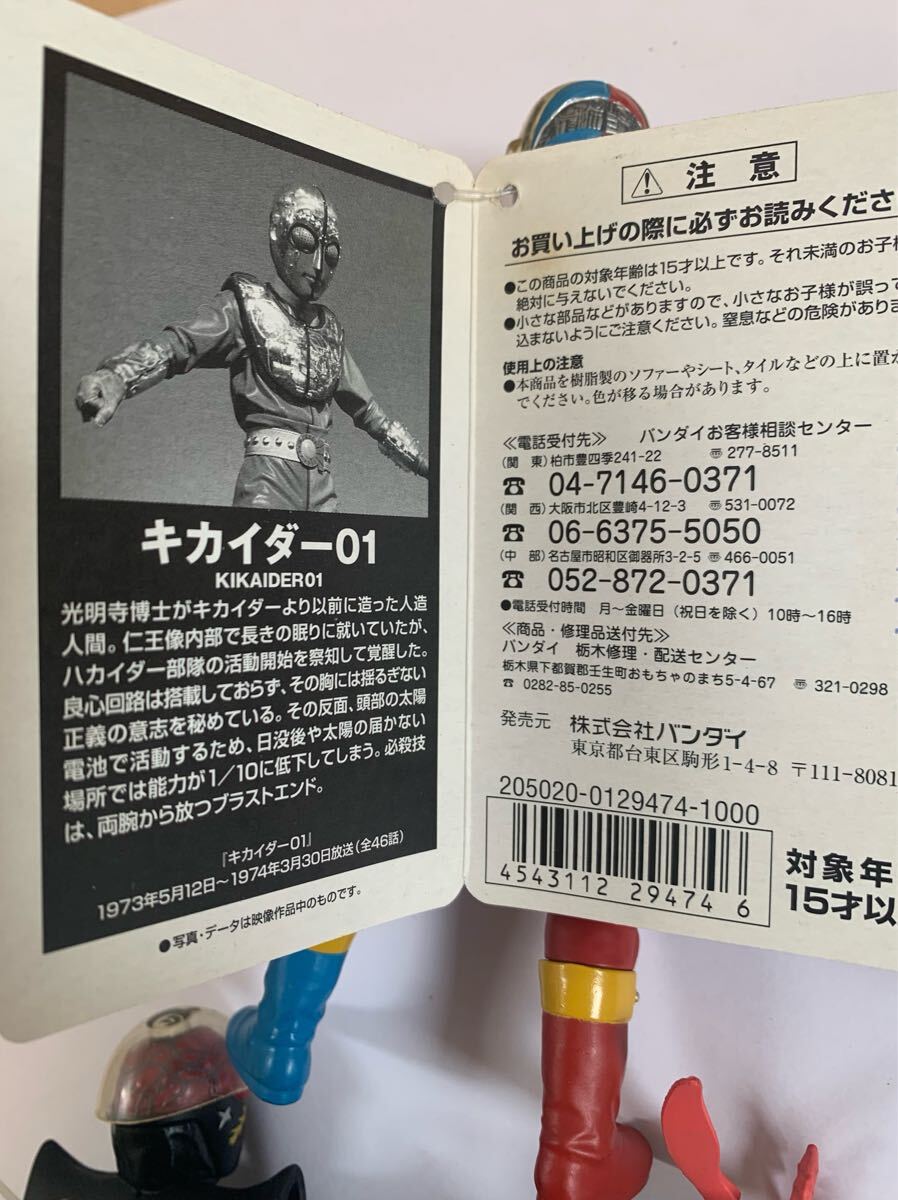 キカイダー01
KIKAIDER01
光明寺博士がキカイダーより以前に造った人造
人間。仁王像内部で長きの眠りに就いていたが、
ハカイダー部隊の活動開始を察知して覚醒した。
良心回路は搭載しておらず、その胸には揺るぎない
正義の意志を秘めている。その反面、頭部の太陽
電池で活動するため、日没後や太陽の届かない
場所では能力が1/10に低下してしまう。必殺技
は、両腕から放つブラストエンド。
『キカイダー01』
1973年5月12日~1974年3月30日放送(全46話)
●写真・データは映像作品中のものです。
⚠ 注意
お買い上げの際に必ずお読みくださ
●この商品の対象年齢は15才以上です。それ未満のお子様
絶対に与えないでください。
●小さな部品などがありますので、小さなお子様が誤って
込まないようにご注意ください。窒息などの危険があり
使用上の注意
●本商品を樹脂製のソファーやシート、タイルなどの上に置か
でください。色が移る場合があります。
≪電話受付先≫ バンダイお客様相談センター
(関 東)柏市豊四季241-22 〠277-8511
☎ 04-7146-0371
(関 西)大阪市北区豊崎4-12-3 〠531-0072
☎ 06-6375-5050
(中 部)名古屋市昭和区御器所3-2-5 〠466-0051
☎ 052-872-0371
●電話受付時間 月~金曜日(祝日を除く)10時~16時
≪商品・修理品送付先≫
バンダイ 栃木修理・配送センター
栃木県下都賀郡壬生町おもちゃのまち5-4-67 〠321-0298
☎ 0282-85-0255
発売元 株式会社バンダイ
東京都台東区駒形1-4-8 〒111-8081
205020-0129474-1000
4543112 294746
対象年
15才以